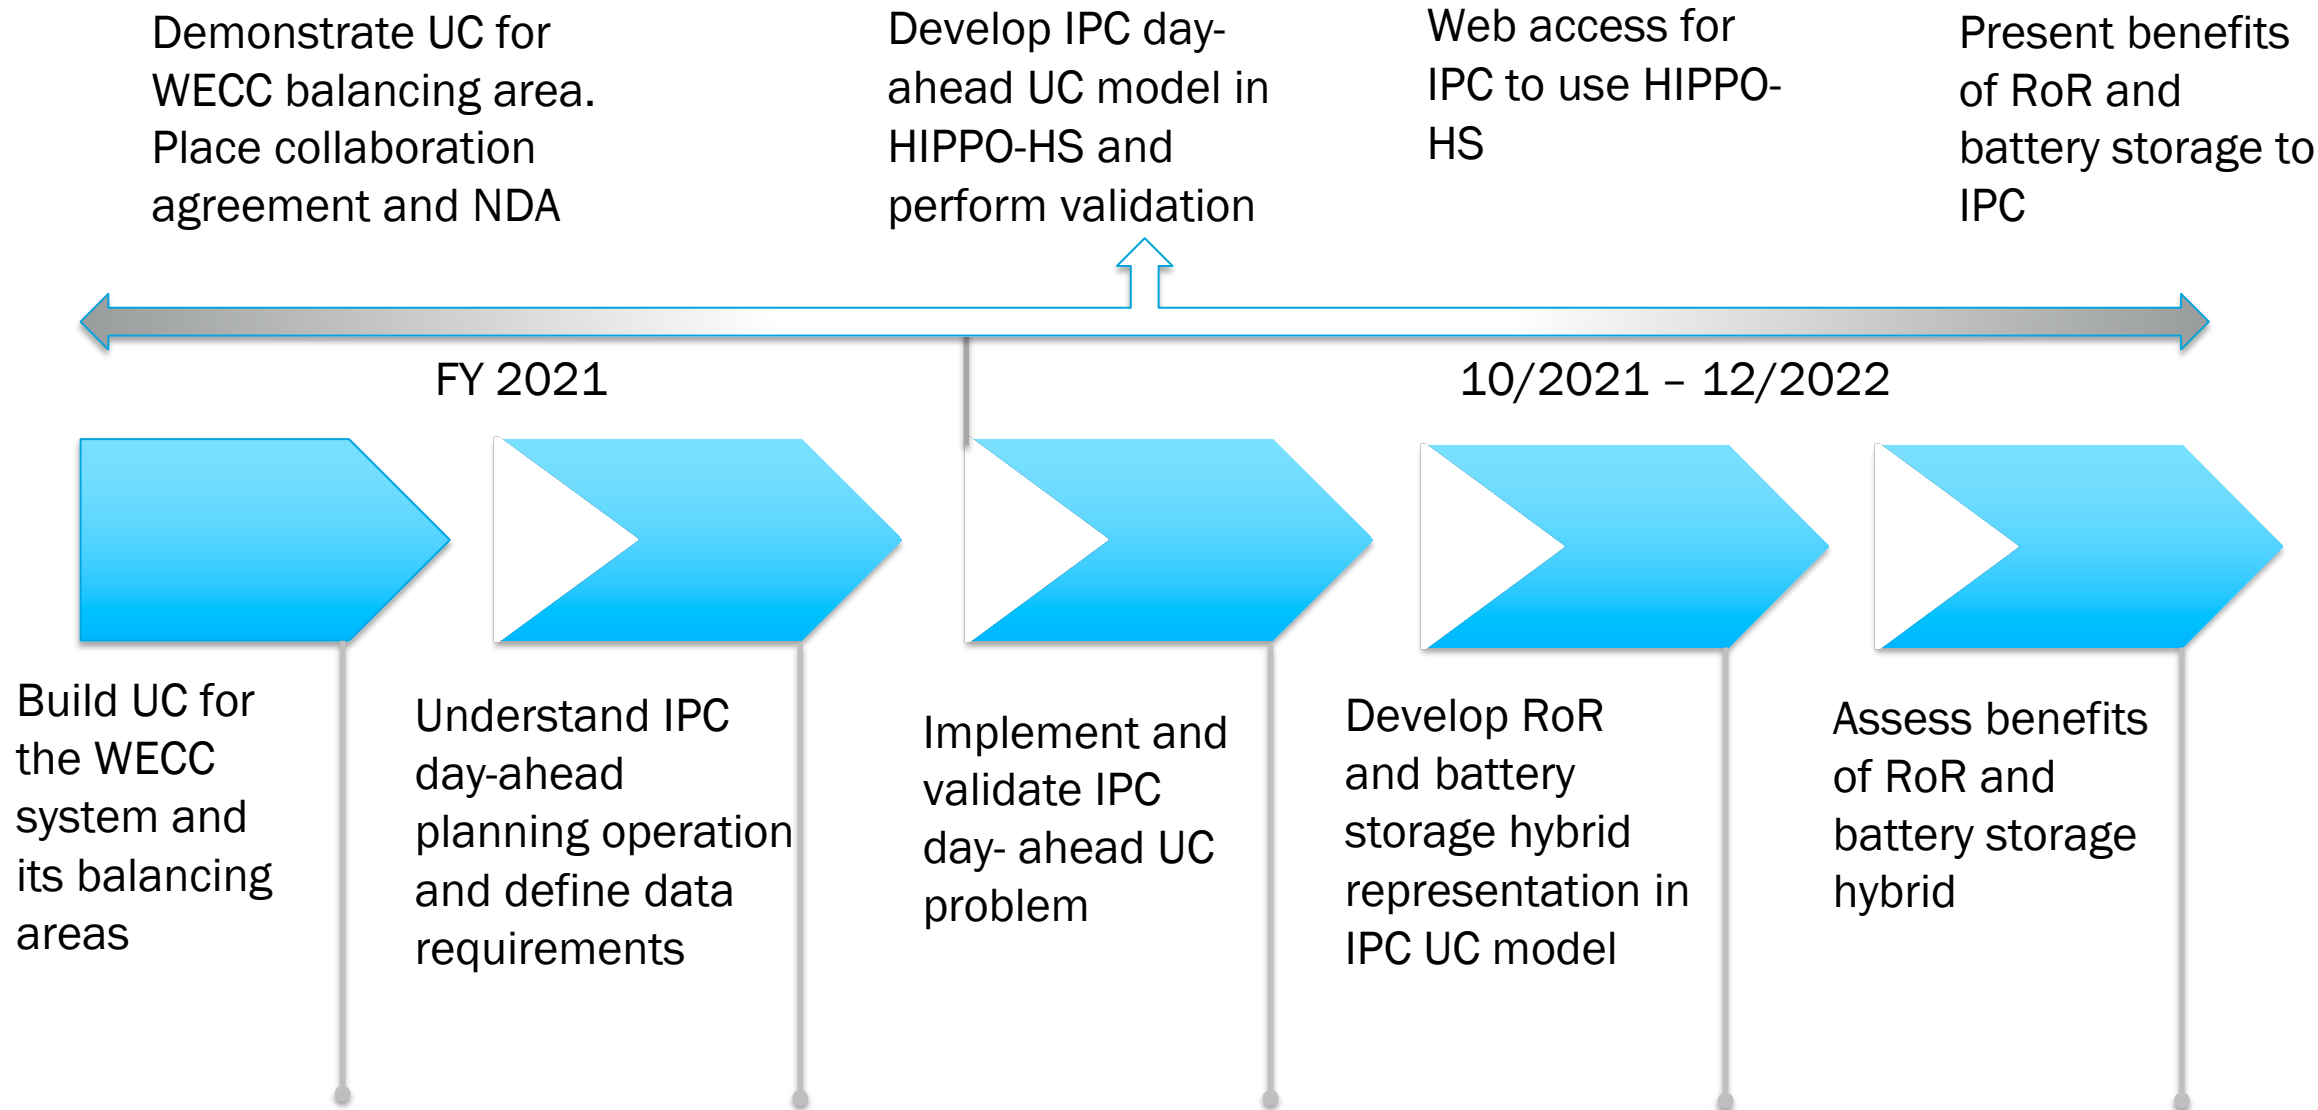 Demonstrate UC for
WECC balancing area.
Place collaboration
agreement and NDA
Develop IPC day-
ahead UC model in
HIPPO-HS and
perform validation
Web access for
IPC to use HIPPO-
HS
Present benefits
of RoR and
battery storage to
IPC
FY 2021
10/2021 – 12/2022
Build UC for
the WECC
system and
its balancing
areas
Understand IPC
day-ahead
planning operation
and define data
requirements
Implement and
validate IPC
day- ahead UC
problem
Develop RoR
and battery
storage hybrid
representation in
IPC UC model
Assess benefits
of RoR and
battery storage
hybrid